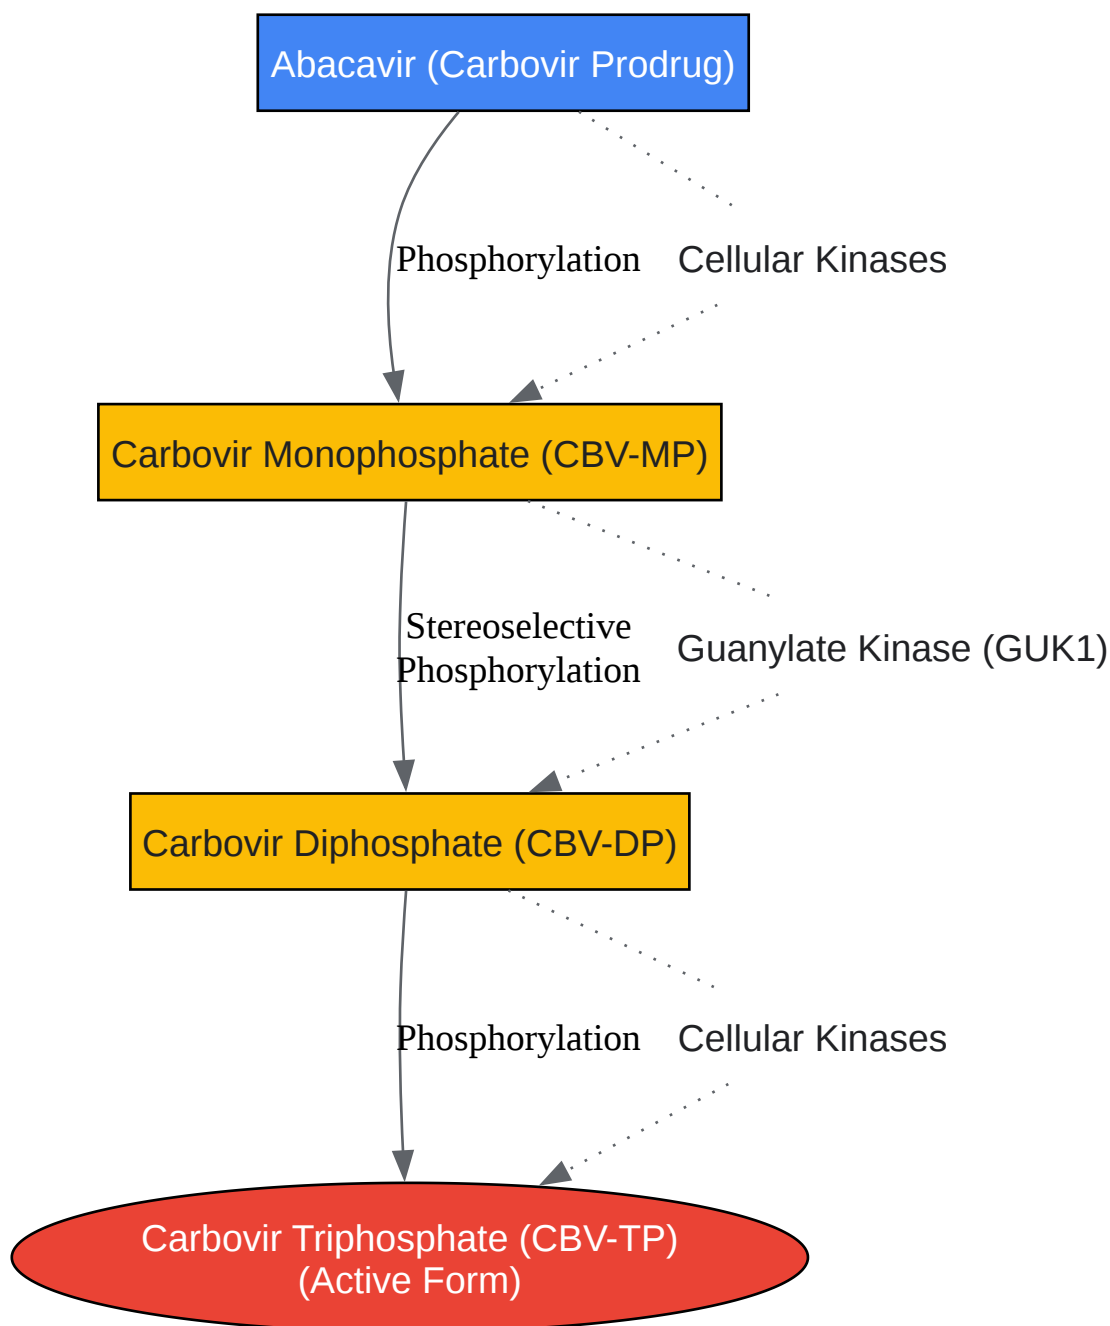 Abacavir (Carbovir Prodrug)
Phosphorylation
Cellular Kinases
Carbovir Monophosphate (CBV-MP)
Stereoselective
Phosphorylation
Guanylate Kinase (GUK1)
Carbovir Diphosphate (CBV-DP)
Phosphorylation
Cellular Kinases
Carbovir Triphosphate (CBV-TP)
(Active Form)